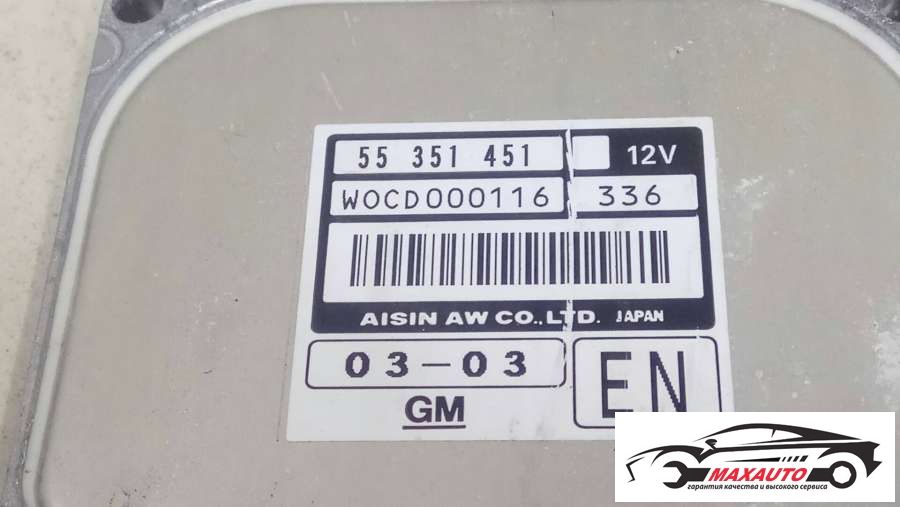 55 351 451 12V
WOCD000116 336
AISIN AW CO.,LTD. JAPAN
03-03 EN
GM
MAXAUTO
гарантия качества и высокого сервиса